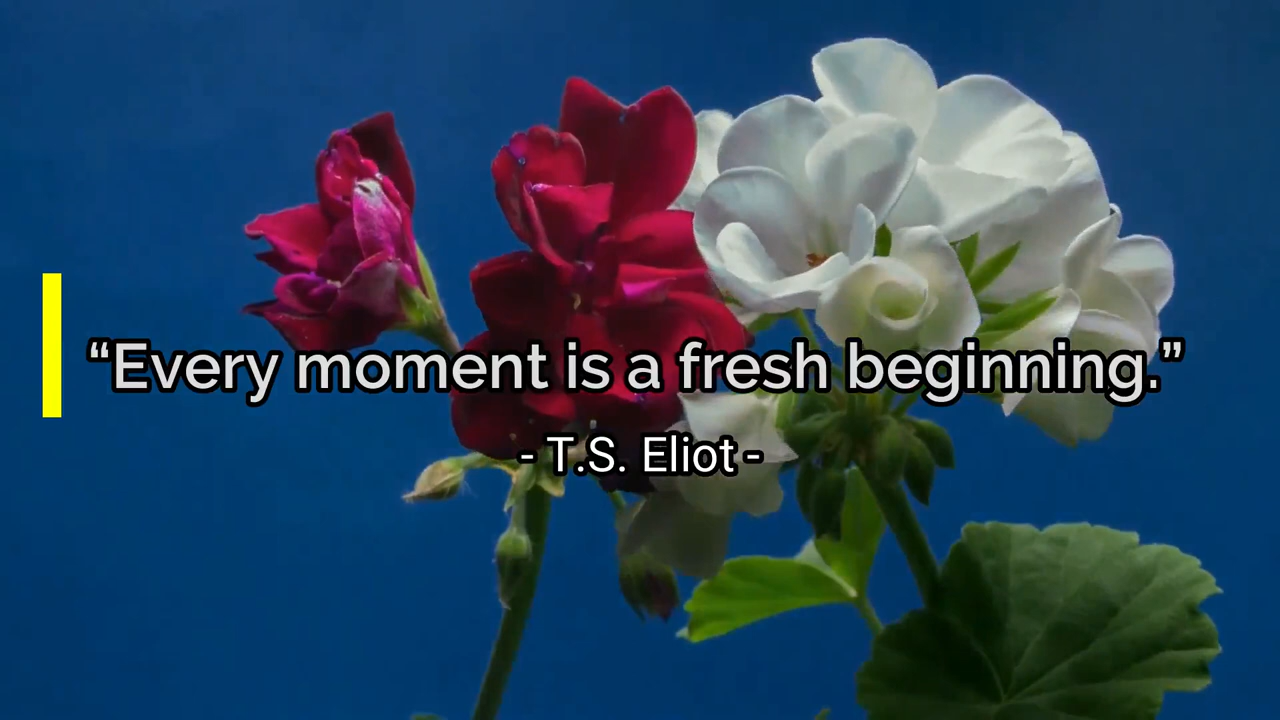 “Every moment is a fresh beginning.”
- T.S. Eliot -